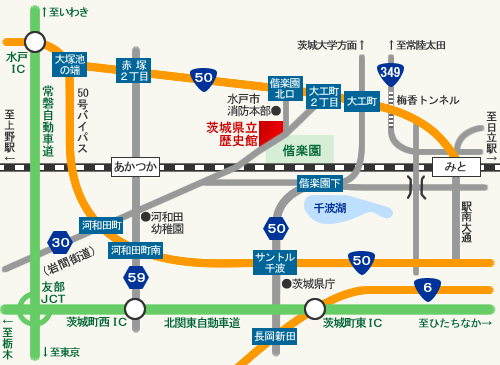 ↑至いわき
水戸
IC
大塚池
の端
赤塚
2丁目
50
茨城大学方面↑
↑至常陸太田
349
偕楽園
北口
大工町
2丁目
大工町
梅香トンネル
水戸市
消防本部
茨城県立
歴史館
偕楽園
常磐自動車道
50号バイパス
至上野駅←
至日立駅→
あかつか
みと
偕楽園下
千波湖
駅南大通
河和田町
河和田
幼稚園
河和田町南
30
(岩間街道)
50
59
サントル
千波
50
茨城県庁
6
友部
JCT
茨城町西IC
北関東自動車道
茨城町東IC
至ひたちなか→
長岡新田
←至栃木
↓至東京